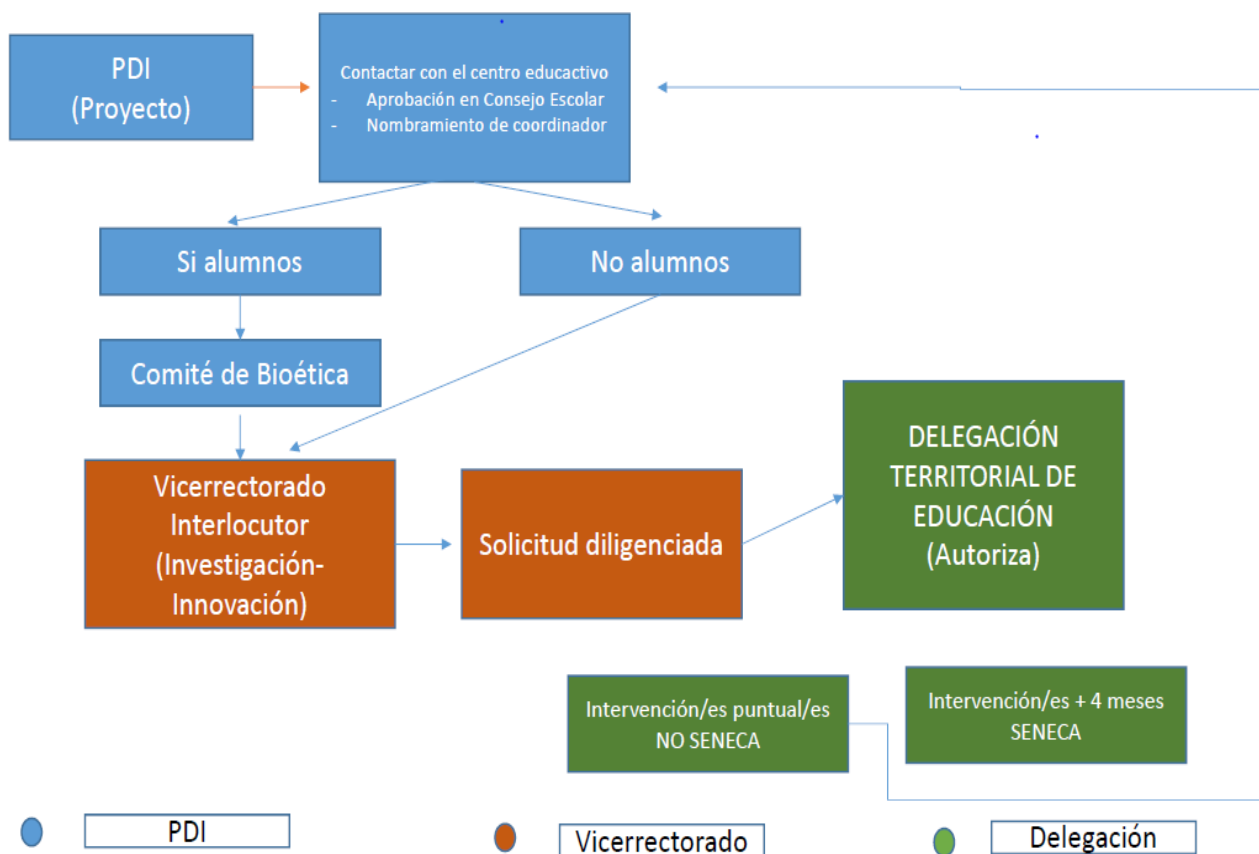 PDI
(Proyecto)
Contactar con el centro educactivo
- Aprobación en Consejo Escolar
- Nombramiento de coordinador
Si alumnos
No alumnos
Comité de Bioética
Vicerrectorado
Interlocutor
(Investigación-
Innovación)
Solicitud diligenciada
DELEGACIÓN
TERRITORIAL DE
EDUCACIÓN
(Autoriza)
Intervención/es puntual/es
NO SENECA
Intervención/es + 4 meses
SENECA
PDI
Vicerrectorado
Delegación